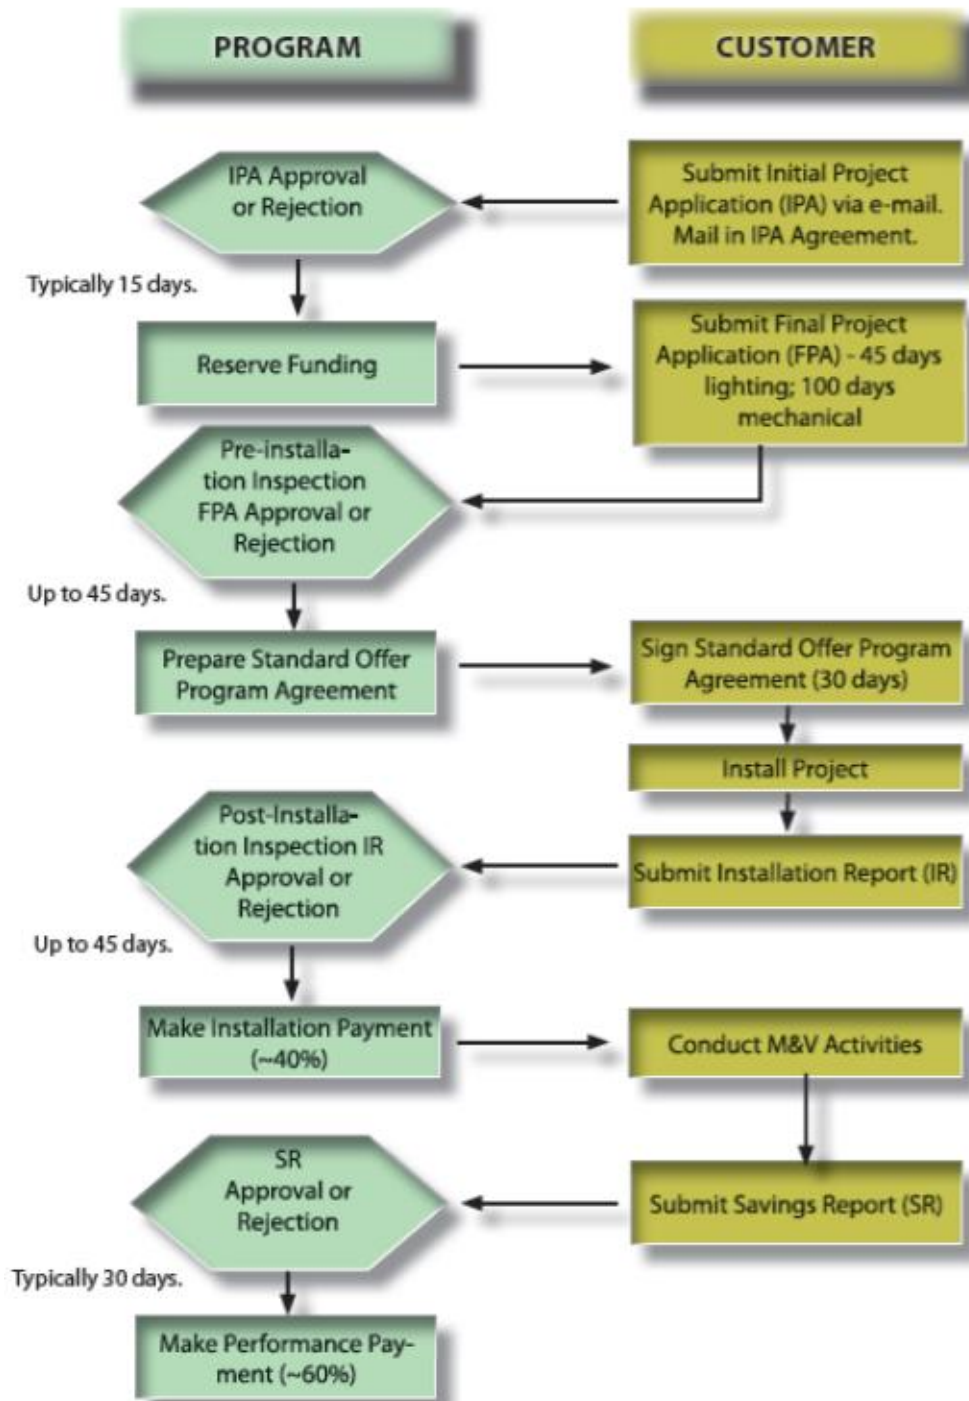 PROGRAM
CUSTOMER
IPA Approval
or Rejection
Submit Initial Project
Application (IPA) via e-mail.
Mail in IPA Agreement.
Typically 15 days.
Reserve Funding
Submit Final Project
Application (FPA) - 45 days
lighting; 100 days
mechanical
Pre-installa-
tion Inspection
FPA Approval or
Rejection
Up to 45 days.
Prepare Standard Offer
Program Agreement
Sign Standard Offer Program
Agreement (30 days)
Install Project
Post-Installa-
tion Inspection IR
Approval or
Rejection
Submit Installation Report (IR)
Up to 45 days.
Make Installation Payment
(~40%)
Conduct M&V Activities
SR
Approval or
Rejection
Submit Savings Report (SR)
Typically 30 days.
Make Performance Pay-
ment (~60%)